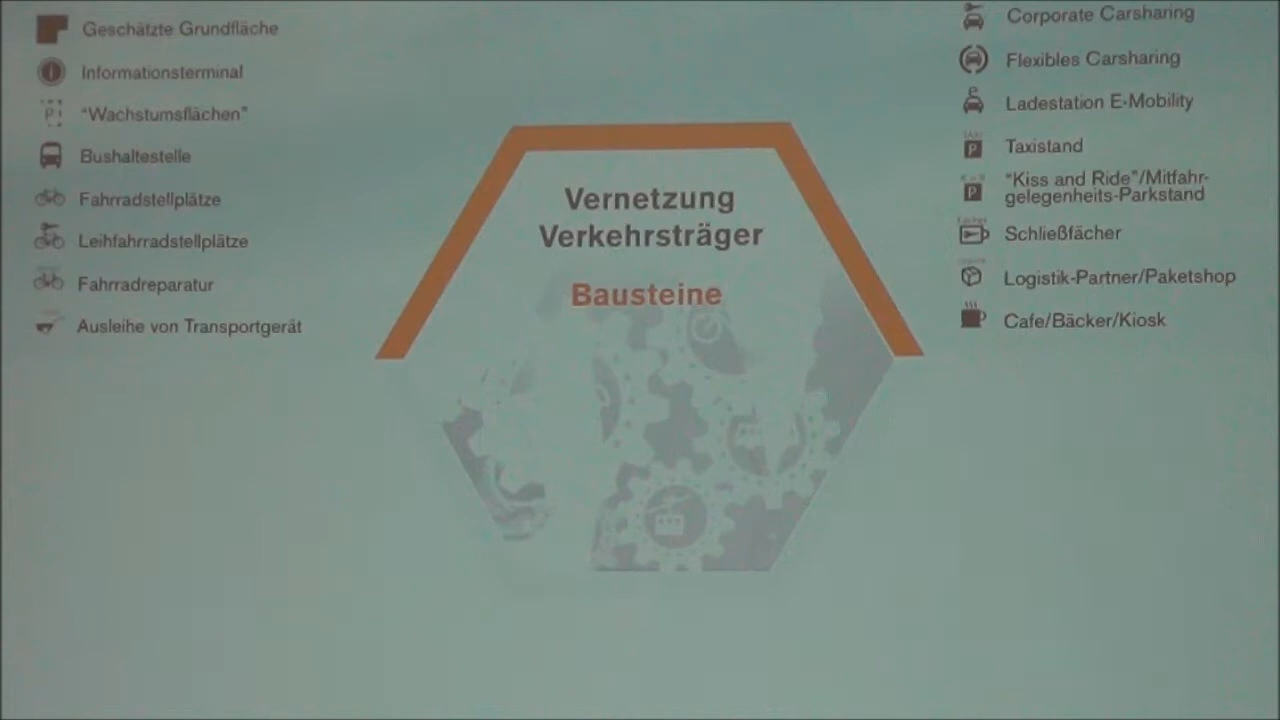 Geschätzte Grundfläche
Informationsterminal
"Wachstumsflächen"
Bushaltestelle
Fahrradstellplätze
Leihfahrradstellplätze
Fahrradreparatur
Ausleihe von Transportgerät
Vernetzung
Verkehrsträger
Bausteine
Corporate Carsharing
Flexibles Carsharing
Ladestation E-Mobility
TAXI
P
Taxistand
P
"Kiss and Ride"/Mitfahr-
gelegenheits-Parkstand
Schließfächer
Logistik-Partner/Paketshop
Cafe/Bäcker/Kiosk